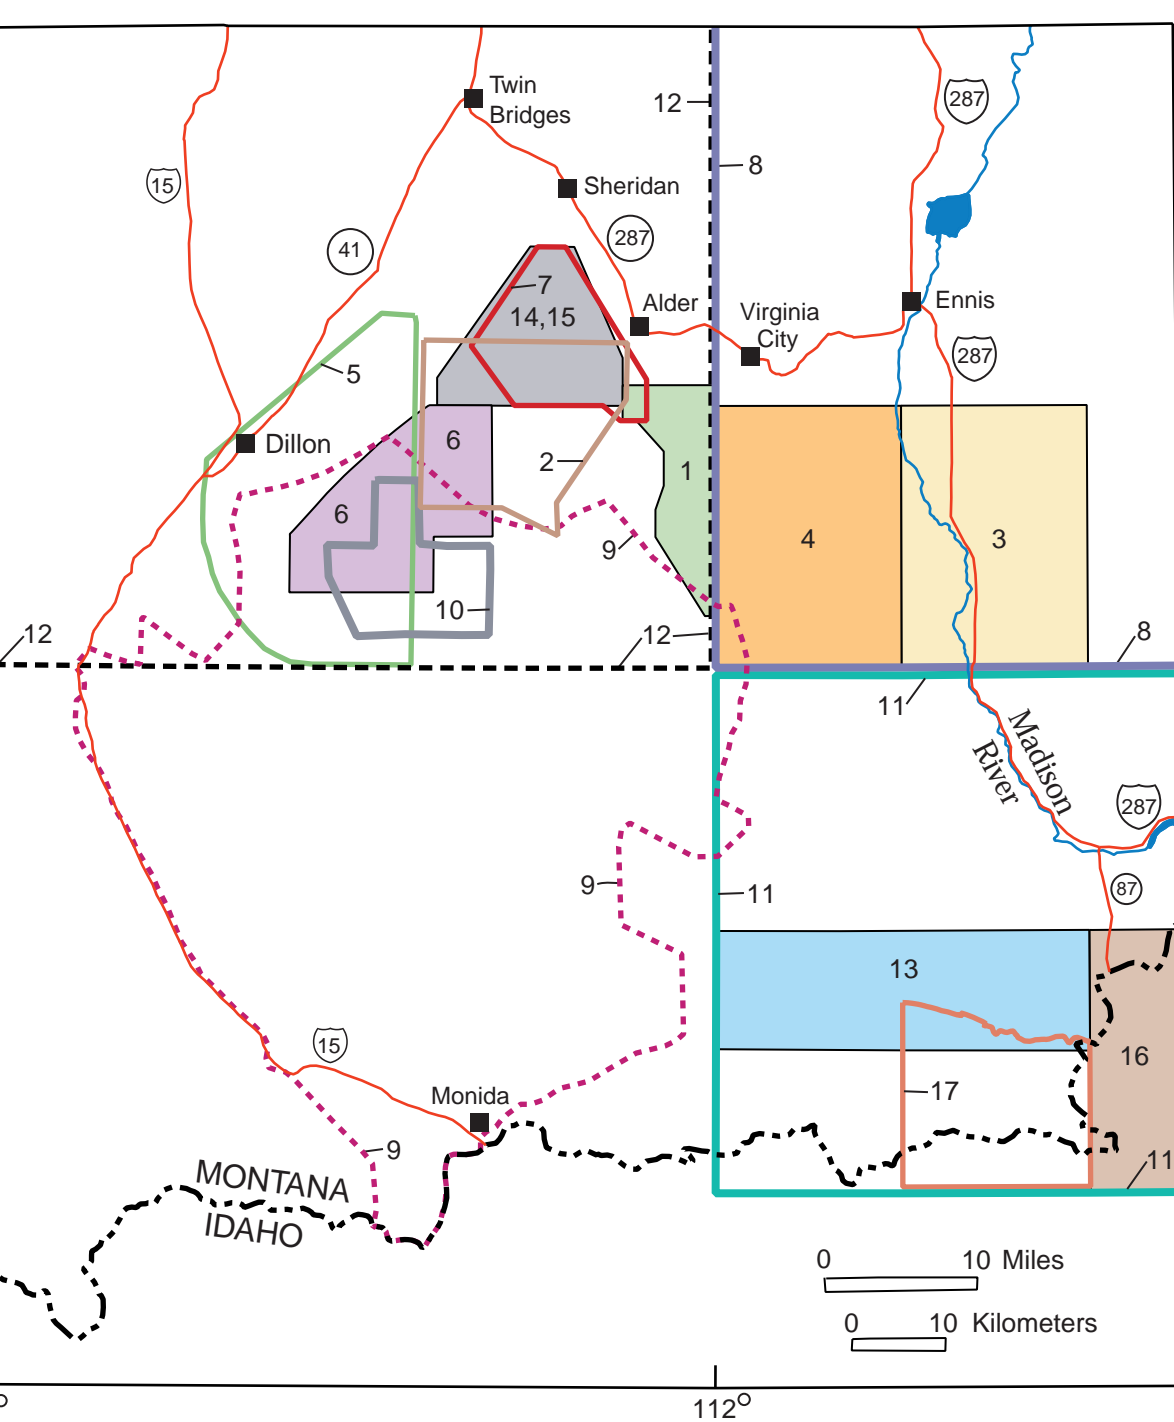 Twin
Bridges
12
287
8
15
Sheridan
41
287
7
14,15
Alder
Virginia
City
Ennis
287
5
Dillon
6
2
1
6
4
3
9
10
12
12
8
11
Madison
River
287
9
11
87
13
15
16
17
Monida
9
11
MONTANA
IDAHO
0 10 Miles
0 10 Kilometers
112°